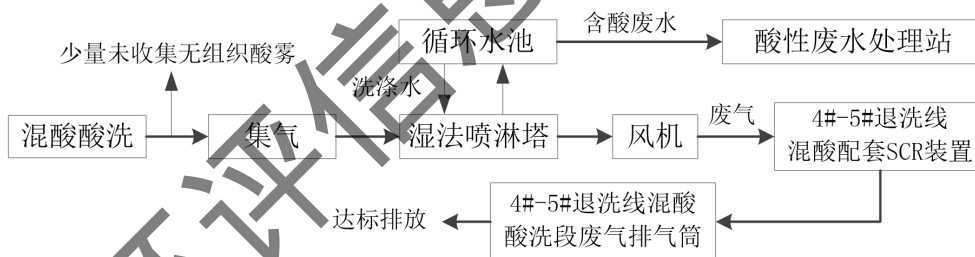 循环水池
含酸废水
酸性废水处理站
少量未收集无组织酸雾
洗涤水
混酸酸洗
集气
湿法喷淋塔
风机
废气
4#-5#退洗线
混酸配套SCR装置
达标排放
4#-5#退洗线混酸
酸洗段废气排气筒
环评信息